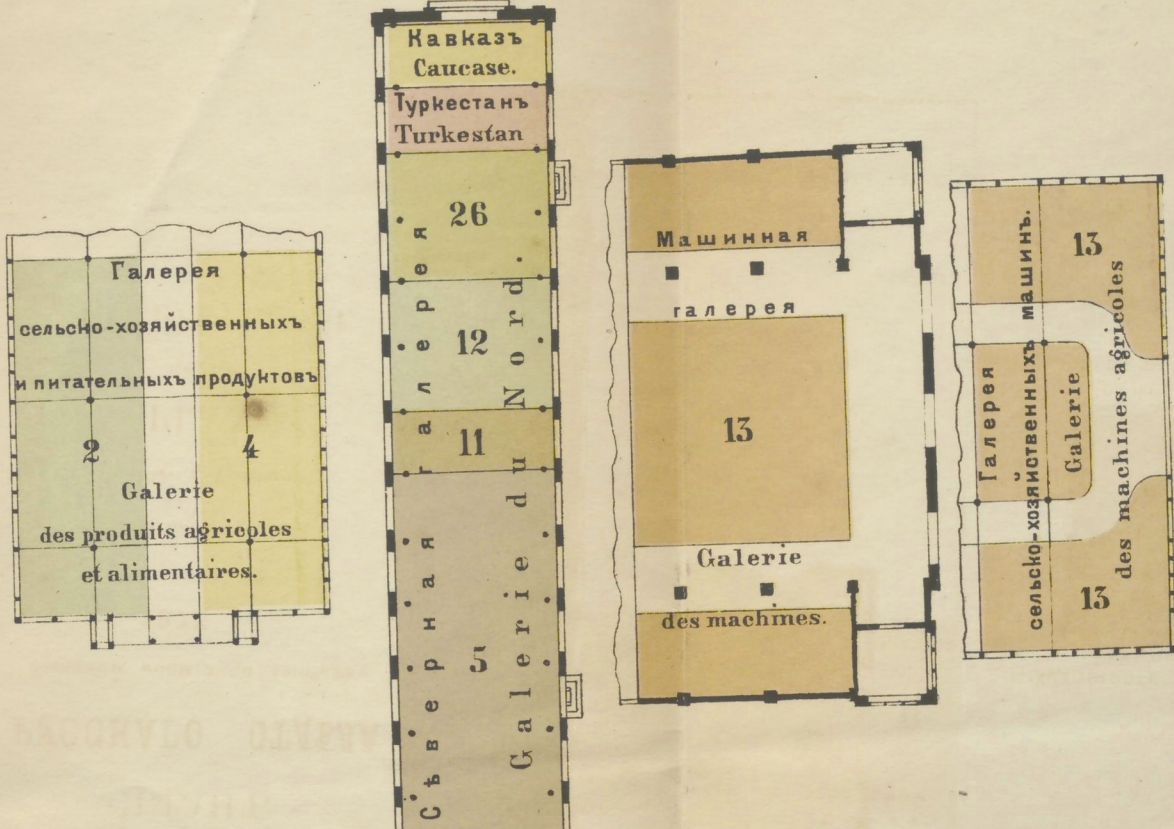 Галерея
сельско-хозяйственныхъ
и питательныхъ продуктовъ
2
4
Galerie
des produits agricoles
et alimentaires.
Кавказъ
Caucase.
Туркестанъ
Turkestan
26
12
11
5
Сѣверная галерея
Galerie du Nord.
Машинная
галерея
13
Galerie
des machines.
13
Галерея
сельско-хозяйственныхъ машинъ.
Galerie
des machines agricoles
13
РУССКАГО ОТДѢЛА